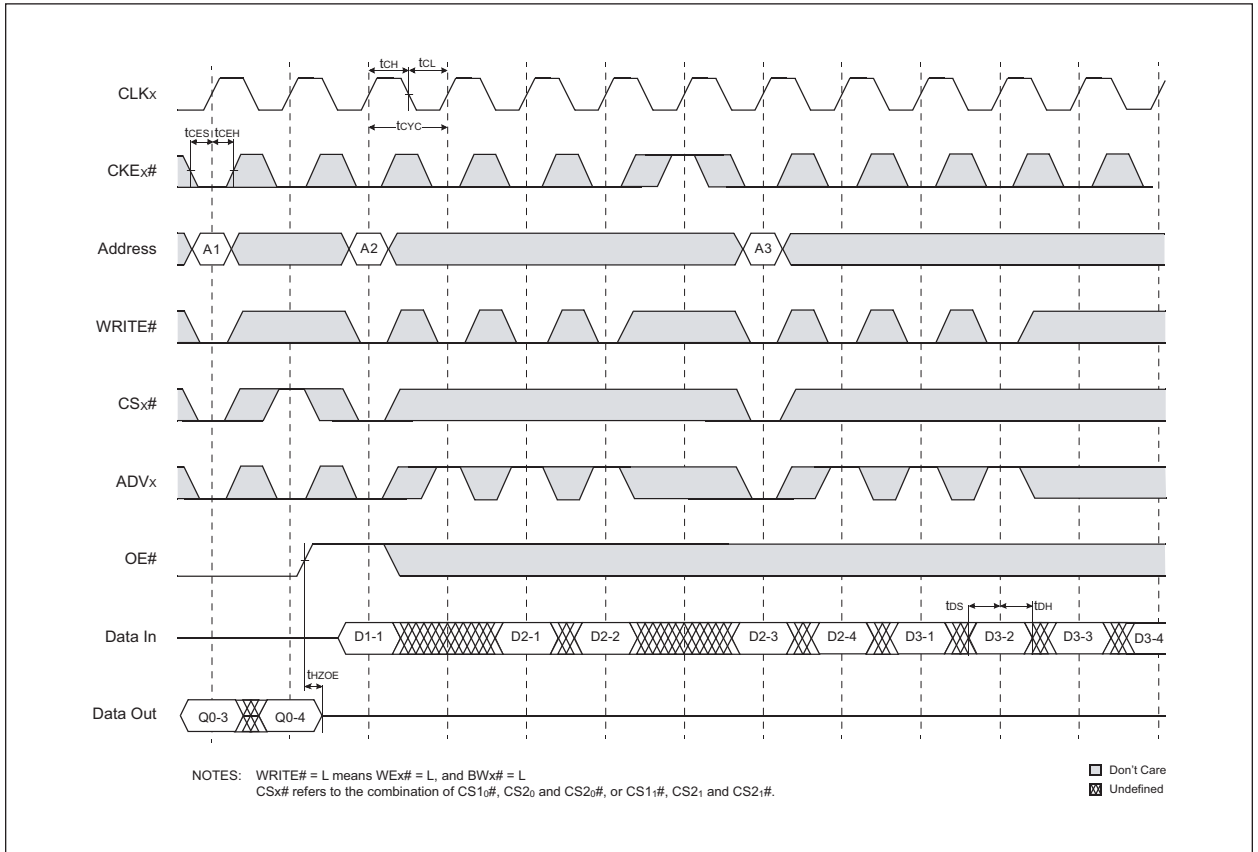 tCH tCL
CLKx
tCYC
tCES tCEH
CKEx#
Address A1 A2 A3
WRITE#
CSx#
ADVx
OE#
tDS tDH
Data In D1-1 D2-1 D2-2 D2-3 D2-4 D3-1 D3-2 D3-3 D3-4
tHZOE
Data Out Q0-3 Q0-4
NOTES: WRITE# = L means WEx# = L, and BWx# = L
CSx# refers to the combination of CS10#, CS20 and CS20#, or CS11#, CS21 and CS21#.
Don't Care
Undefined